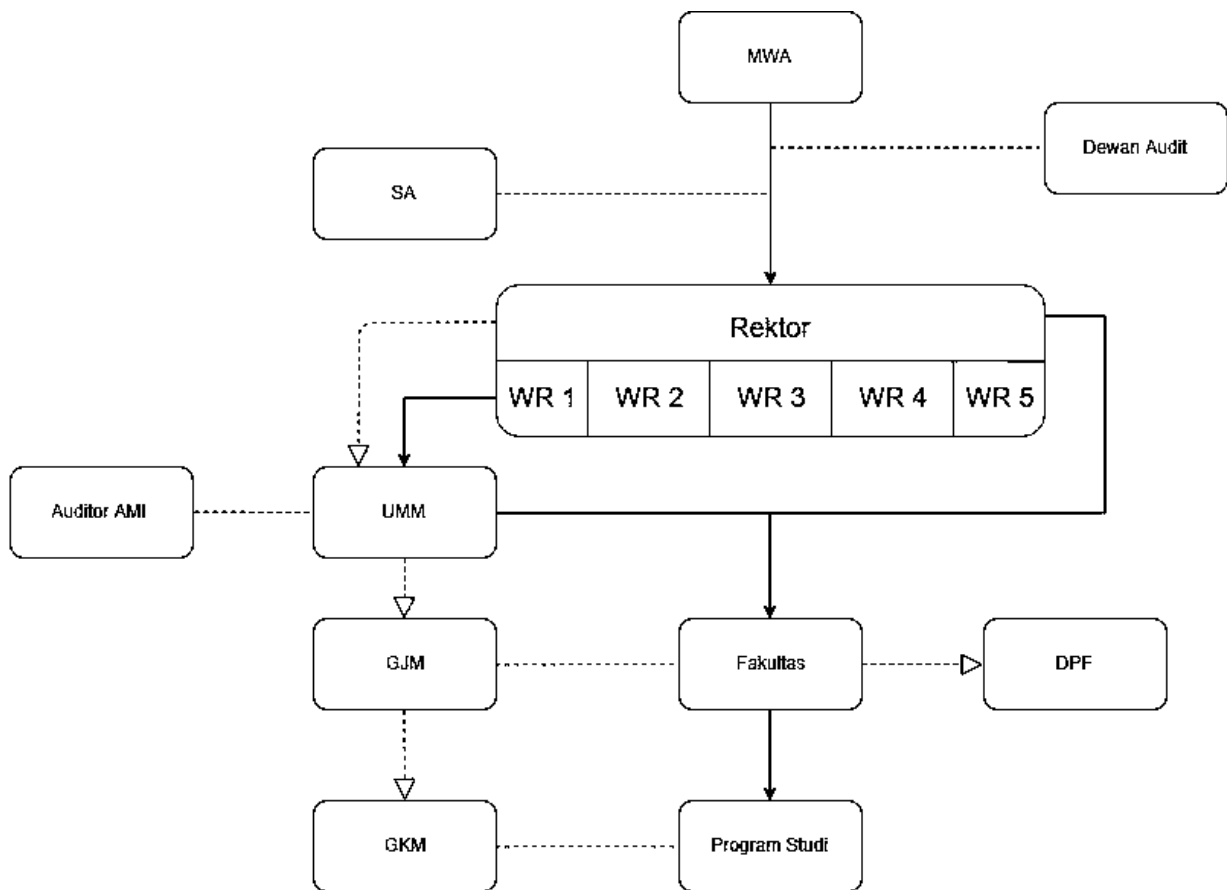 MWA
Dewan Audit
SA
Rektor
WR 1
WR 2
WR 3
WR 4
WR 5
Auditor AMI
UMM
GJM
Fakultas
DPF
GKM
Program Studi